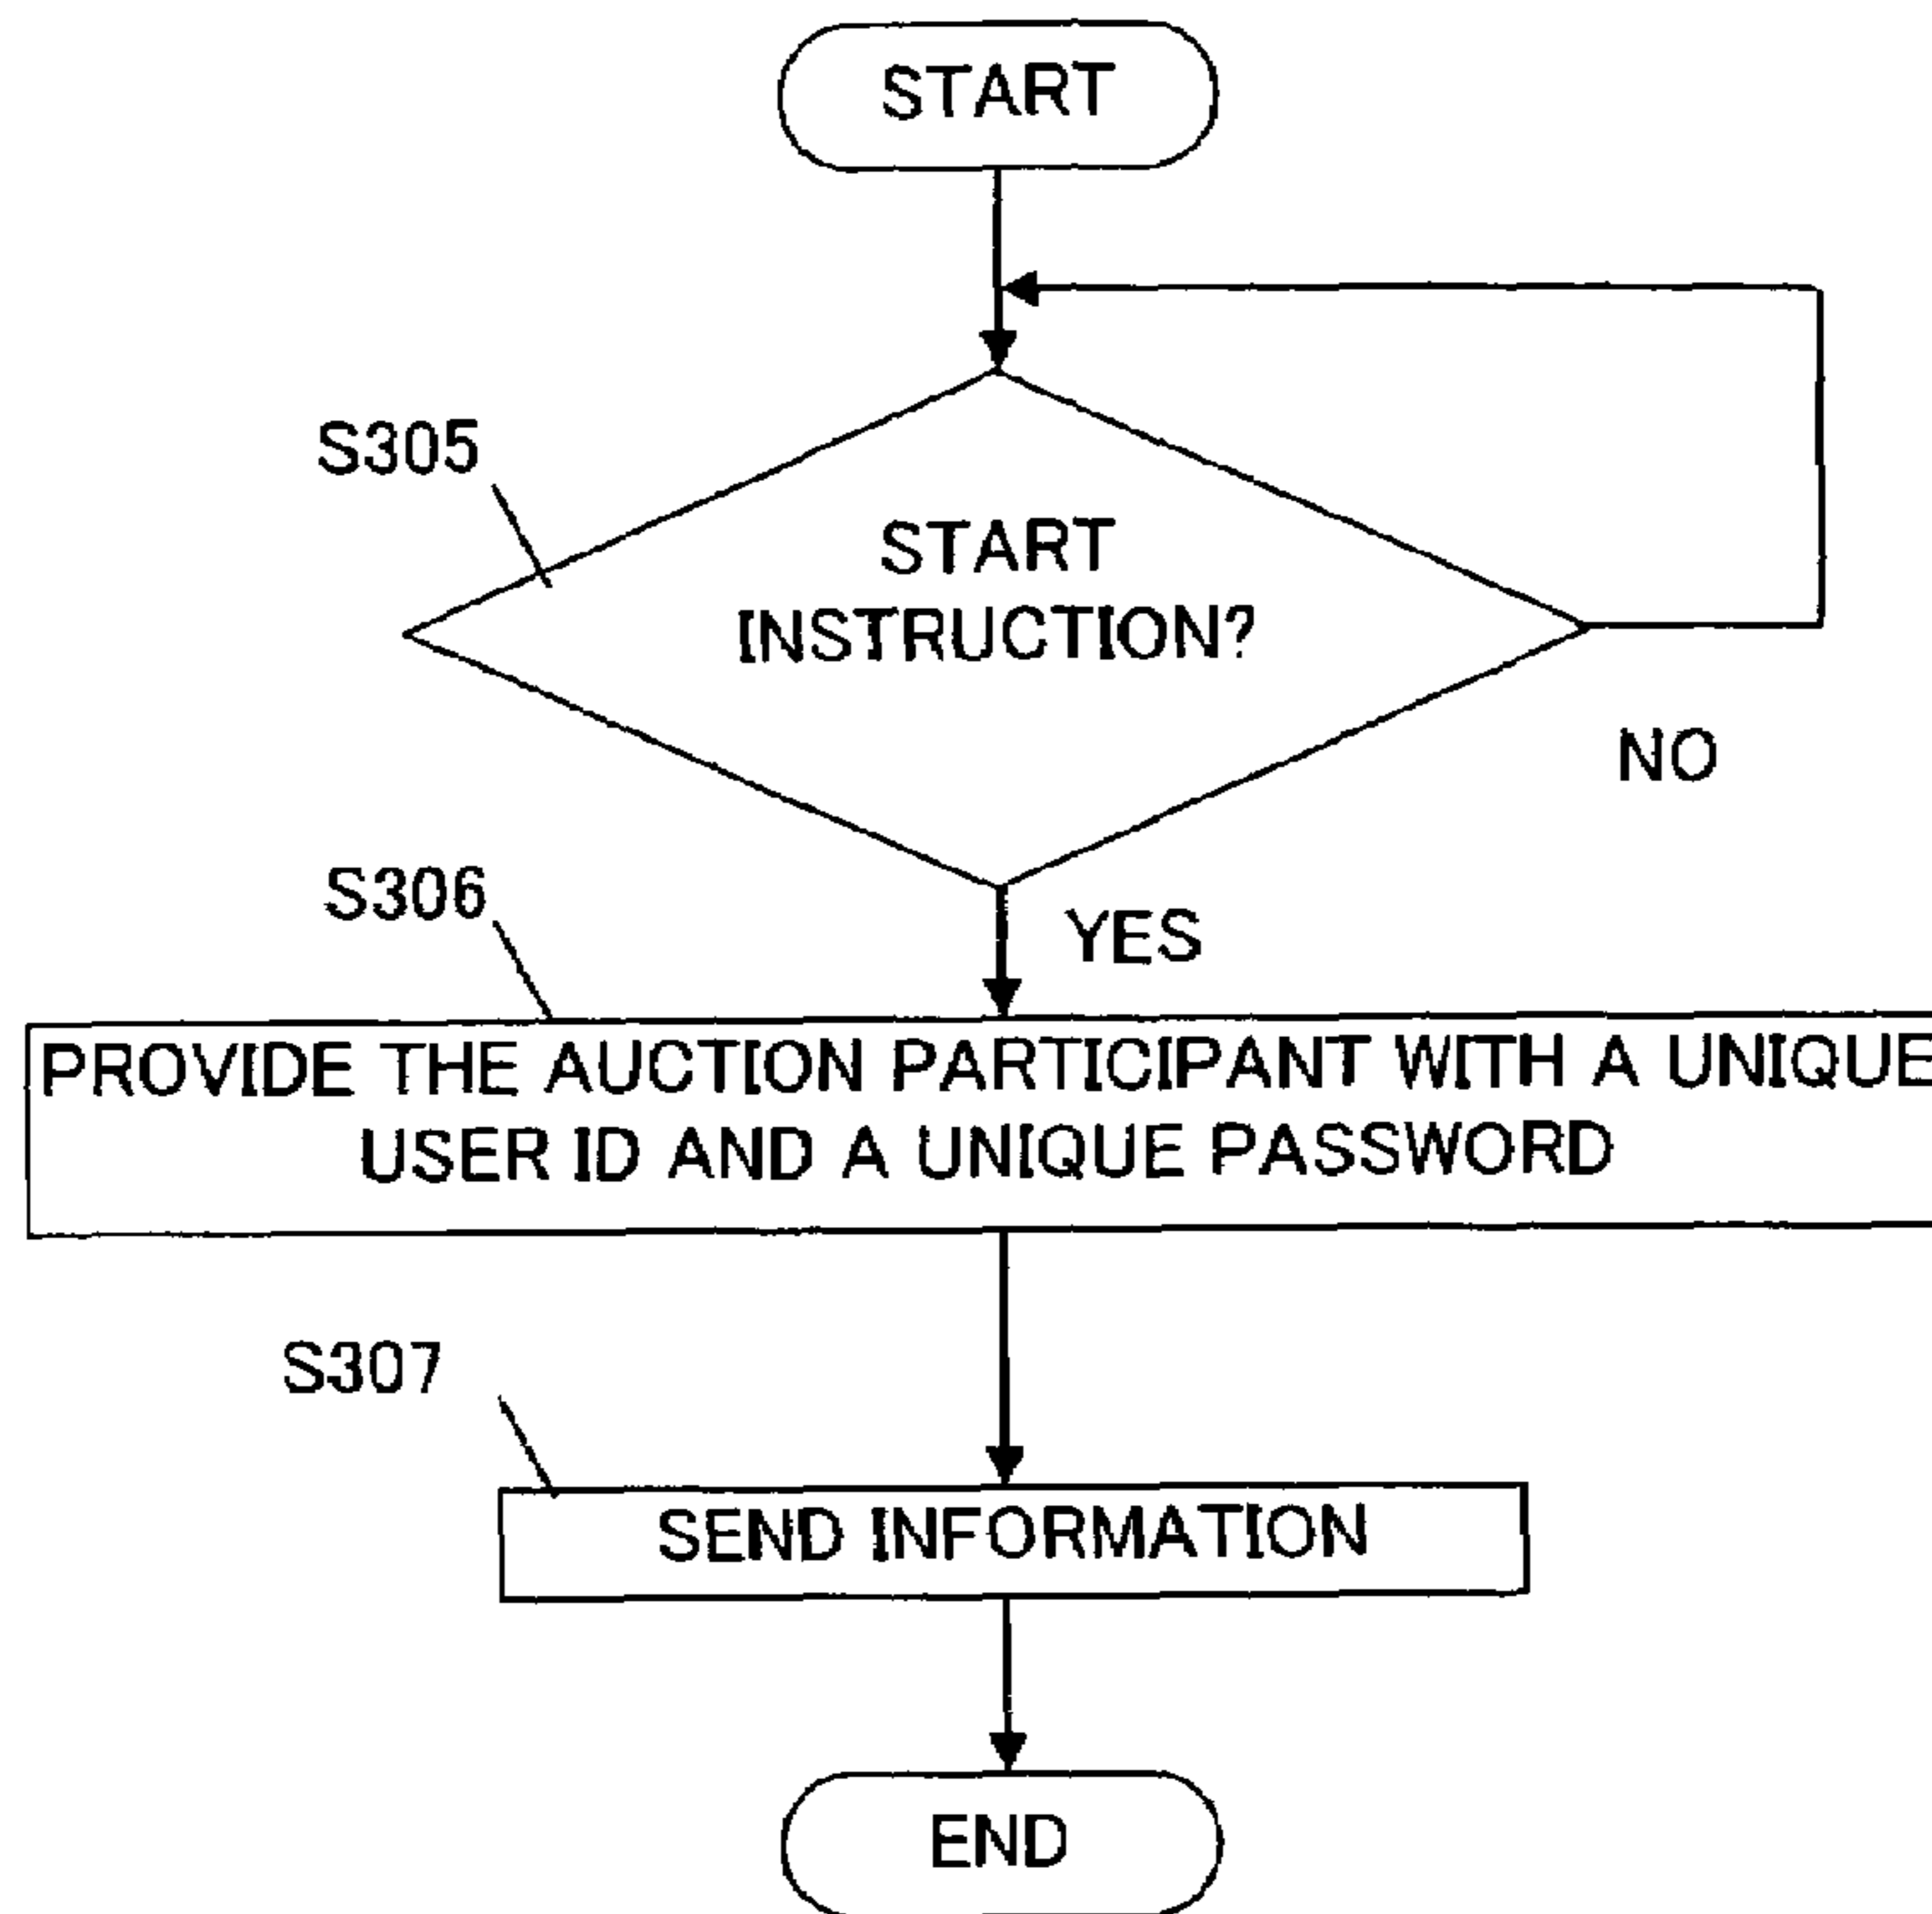 START
S305
START
INSTRUCTION?
NO
S306
YES
PROVIDE THE AUCTION PARTICIPANT WITH A UNIQUE
USER ID AND A UNIQUE PASSWORD
S307
SEND INFORMATION
END